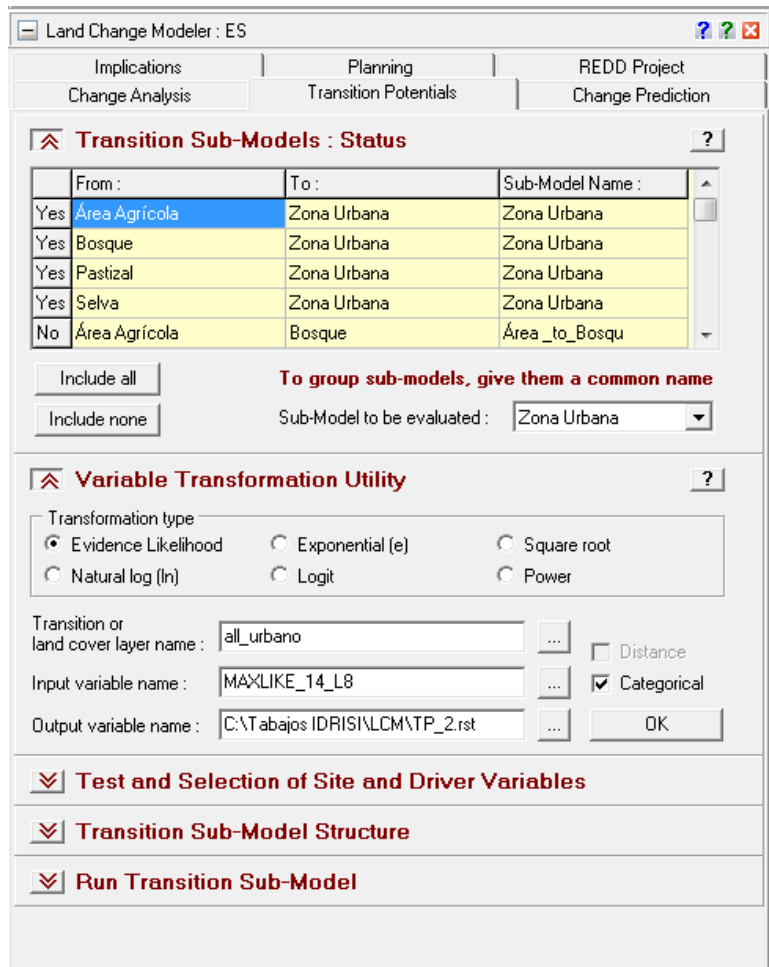 Land Change Modeler : ES ? ?
Implications Planning REDD Project
Change Analysis Transition Potentials Change Prediction
Transition Sub-Models : Status ?
From : To : Sub-Model Name :
Yes Área Agrícola Zona Urbana Zona Urbana
Yes Bosque Zona Urbana Zona Urbana
Yes Pastizal Zona Urbana Zona Urbana
Yes Selva Zona Urbana Zona Urbana
No Área Agrícola Bosque Área _to_Bosqu
Include all To group sub-models, give them a common name
Include none Sub-Model to be evaluated : Zona Urbana
Variable Transformation Utility ?
Transformation type
Evidence Likelihood Exponential (e) Square root
Natural log (ln) Logit Power
Transition or
land cover layer name : all_urbano ... Distance
Input variable name : MAXLIKE_14_L8 ... Categorical
Output variable name : C:\Tabajos IDRISI\LCM\TP_2.rst ... OK
Test and Selection of Site and Driver Variables
Transition Sub-Model Structure
Run Transition Sub-Model